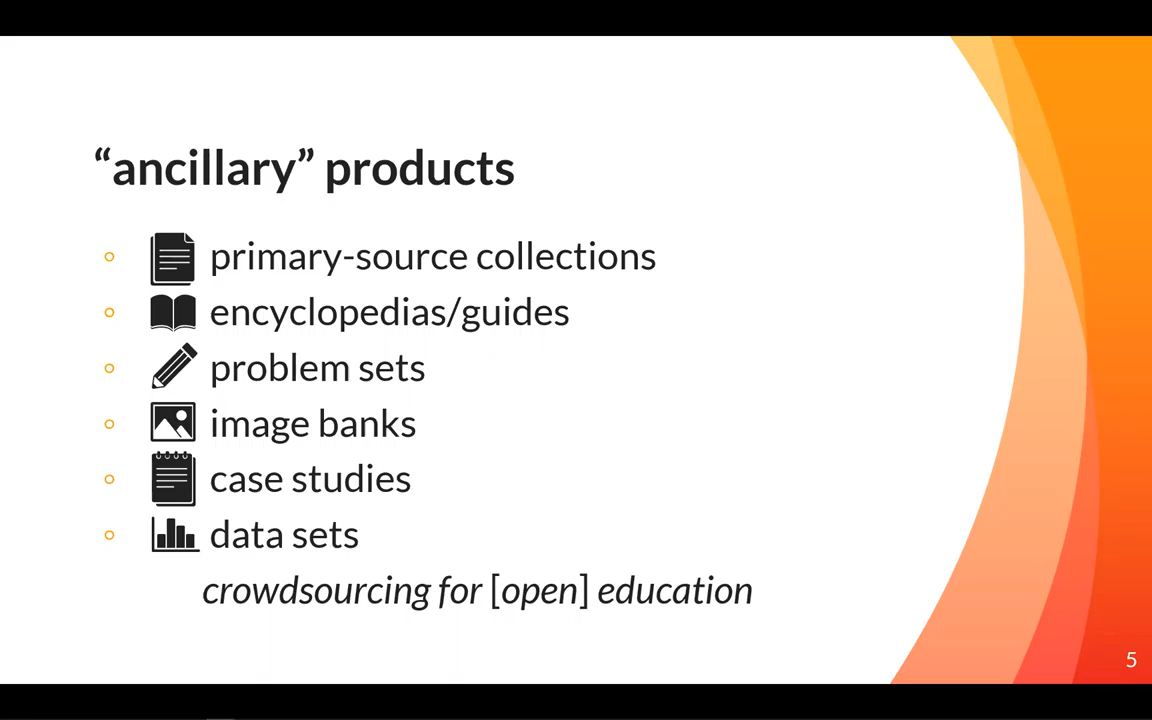 “ancillary” products
primary-source collections
encyclopedias/guides
problem sets
image banks
case studies
data sets
crowdsourcing for [open] education
5